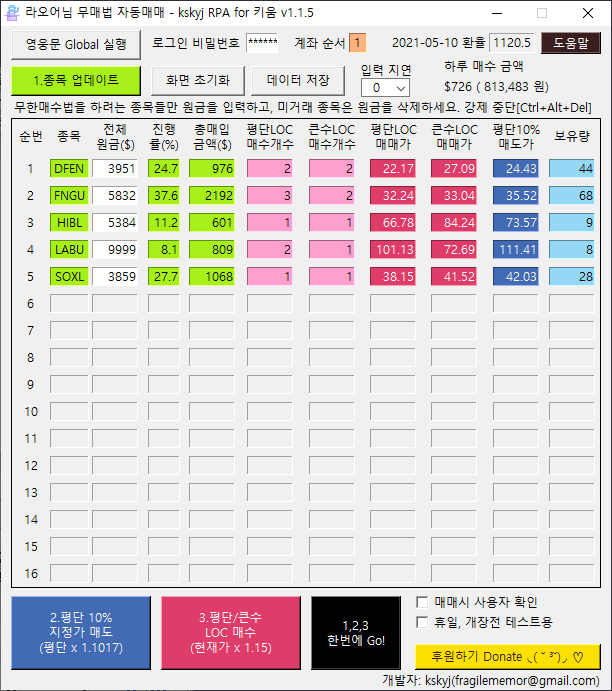 라오어님 무매법 자동매매 - kskyj RPA for 키움 v1.1.5
영웅문 Global 실행 로그인 비밀번호 ****** 계좌 순서 1 2021-05-10 환율 1120.5 도움말
1.종목 업데이트 화면 초기화 데이터 저장 입력 지연 0 하루 매수 금액
$726 ( 813,483 원)
무한매수법을 하려는 종목들만 원금을 입력하고, 미거래 종목은 원금을 삭제하세요. 강제 중단[Ctrl+Alt+Del]
순번 종목 전체 원금($) 진행률(%) 총매입 금액($) 평단LOC 매수개수 큰수LOC 매수개수 평단LOC 매매가 큰수LOC 매매가 평단10% 매도가 보유량
1 DFEN 3951 24.7 976 2 2 22.17 27.09 24.43 44
2 FNGU 5832 37.6 2192 3 2 32.24 33.04 35.52 68
3 HIBL 5384 11.2 601 1 1 66.78 84.24 73.57 9
4 LABU 9999 8.1 809 2 1 101.13 72.69 111.41 8
5 SOXL 3859 27.7 1068 1 1 38.15 41.52 42.03 28
6
7
8
9
10
11
12
13
14
15
16
2.평단 10%
지정가 매도
(평단 x 1.1017)
3.평단/큰수
LOC 매수
(현재가 x 1.15)
1,2,3
한번에 Go!
매매시 사용자 확인
휴일, 개장전 테스트용
후원하기 Donate ◟( ˘ ³˘)◞ ♡
개발자: kskyj(fragilememor@gmail.com)